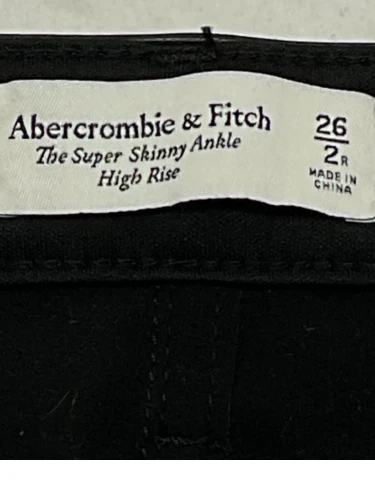 Abercrombie & Fitch
The Super Skinny Ankle
High Rise
26
2R
MADE IN
CHINA